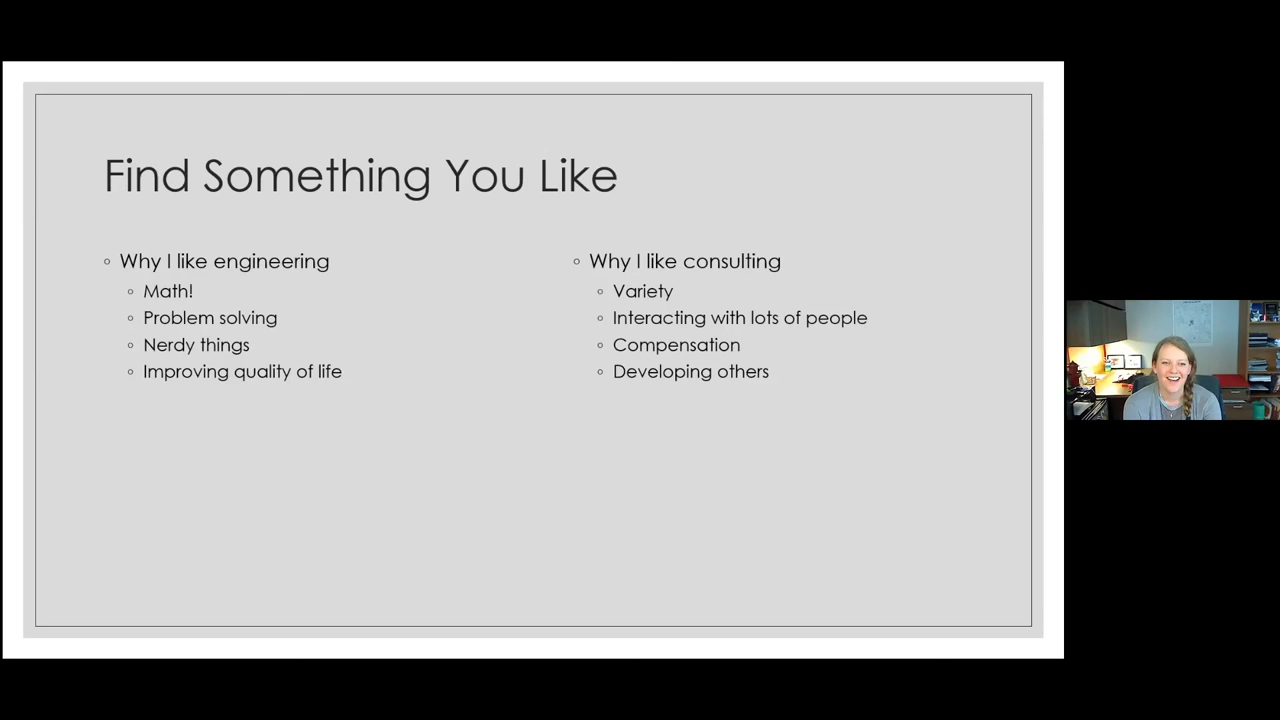 Find Something You Like
Why I like engineering
Math!
Problem solving
Nerdy things
Improving quality of life
Why I like consulting
Variety
Interacting with lots of people
Compensation
Developing others